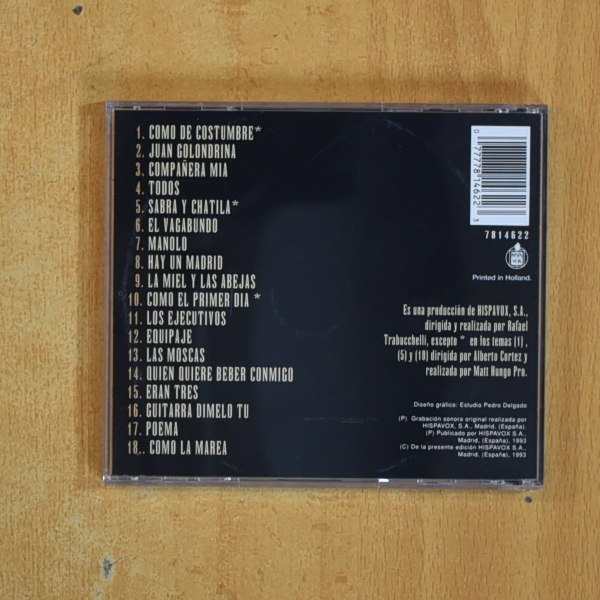 1. COMO DE COSTUMBRE*
2. JUAN GOLONDRINA
3. COMPAÑERA MIA
4. TODOS
5. SABRA Y CHATILA*
6. EL VAGABUNDO
7. MANOLO
8. HAY UN MADRID
9. LA MIEL Y LAS ABEJAS
10. COMO EL PRIMER DIA *
11. LOS EJECUTIVOS
12. EQUIPAJE
13. LAS MOSCAS
14. QUIEN QUIERE BEBER CONMIGO
15. ERAN TRES
16. GUITARRA DIMELO TU
17. POEMA
18. COMO LA MAREA
0 77778 14622 3
7814622
Printed in Holland.
Es una producción de HISPAVOX, S.A.,
dirigida y realizada por Rafael
Trabucchelli, excepto * en los temas (1),
(5) y (10) dirigida por Alberto Cortez y
realizada por Matt Hungo Pro.
Diseño gráfico: Estudio Pedro Delgado
(P) Grabación sonora original realizada por
HISPAVOX, S.A., Madrid, (España).
(P) Publicado por HISPAVOX S.A.,
Madrid, (España), 1993
(C) De la presente edición HISPAVOX S.A.,
Madrid, (España), 1993